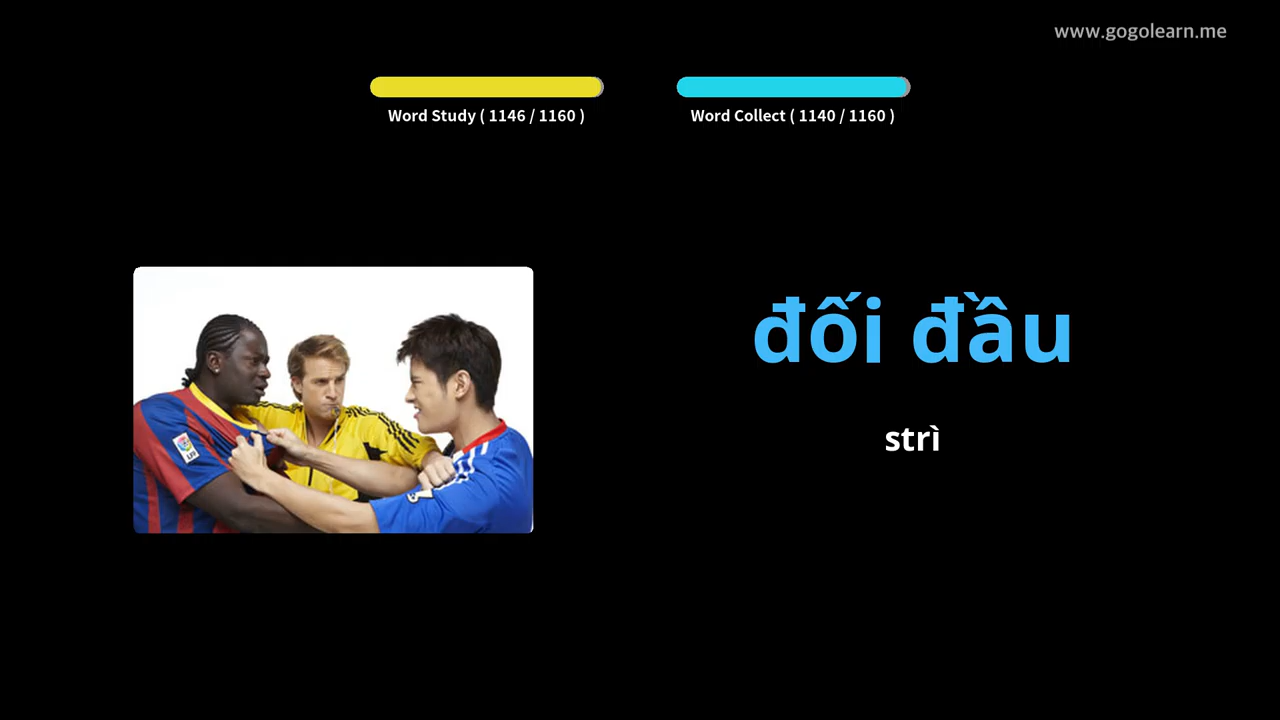 www.gogolearn.me
Word Study ( 1146 / 1160 )
Word Collect ( 1140 / 1160 )
đối đầu
strì